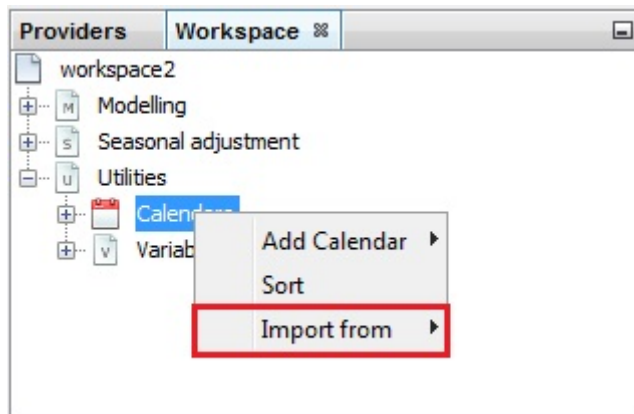 Providers Workspace
workspace2
M Modelling
s Seasonal adjustment
u Utilities
Calendars
v Variab
Add Calendar
Sort
Import from